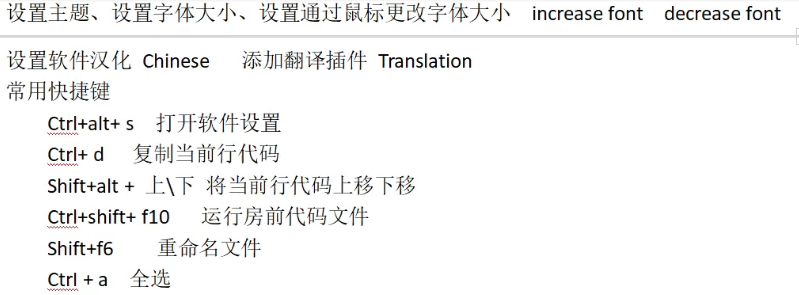 设置主题、设置字体大小、设置通过鼠标更改字体大小 increase font decrease font
设置软件汉化 Chinese 添加翻译插件 Translation
常用快捷键
Ctrl+alt+ s 打开软件设置
Ctrl+ d 复制当前行代码
Shift+alt + 上\下 将当前行代码上移下移
Ctrl+shift+ f10 运行房前代码文件
Shift+f6 重命名文件
Ctrl + a 全选